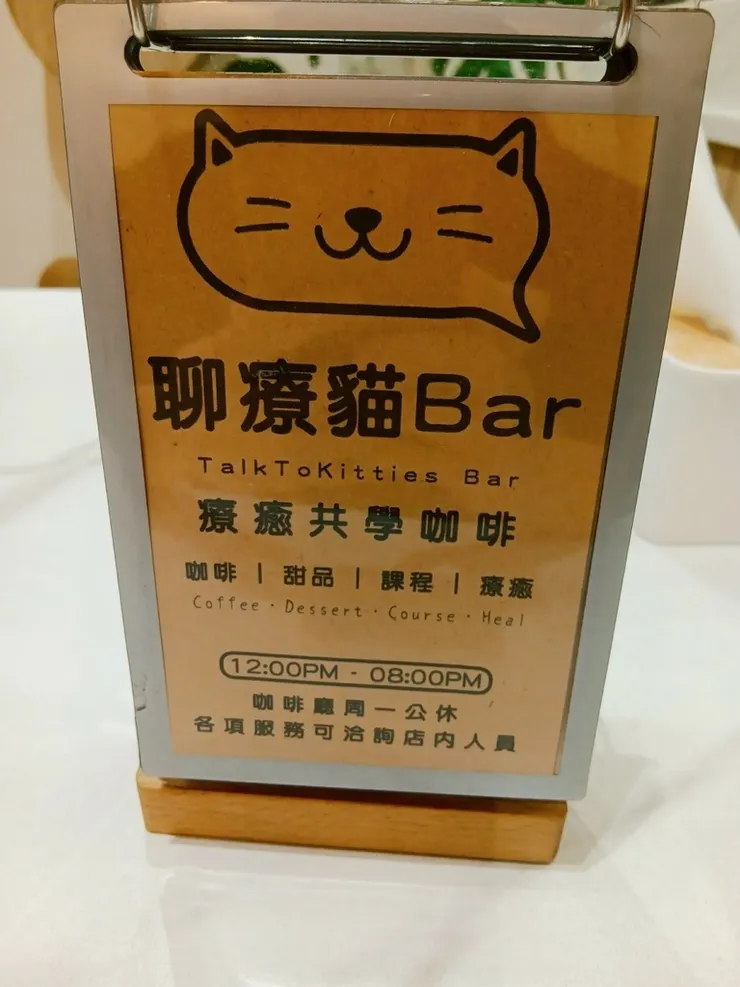 聊療貓Bar
TalkToKitties Bar
療癒共學咖啡
咖啡 | 甜品 | 課程 | 療癒
Coffee · Dessert · Course · Heal
12:00PM - 08:00PM
咖啡廳周一公休
各項服務可洽詢店內人員